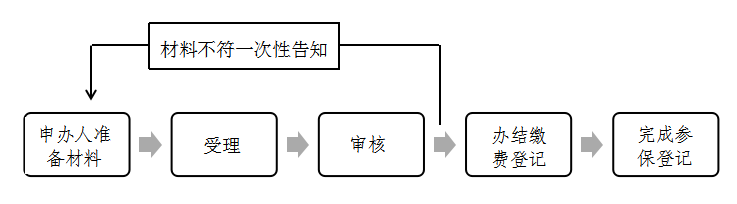 材料不符一次性告知
申办人准
备材料
受理
审核
办结缴
费登记
完成参
保登记